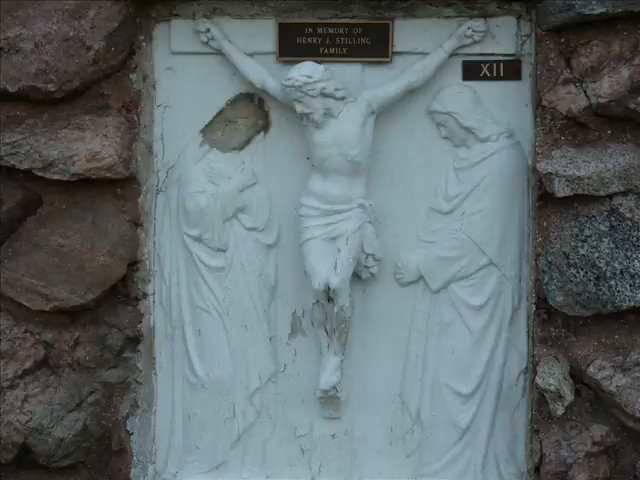 IN MEMORY OF
HENRY J. STILLING
FAMILY
XII